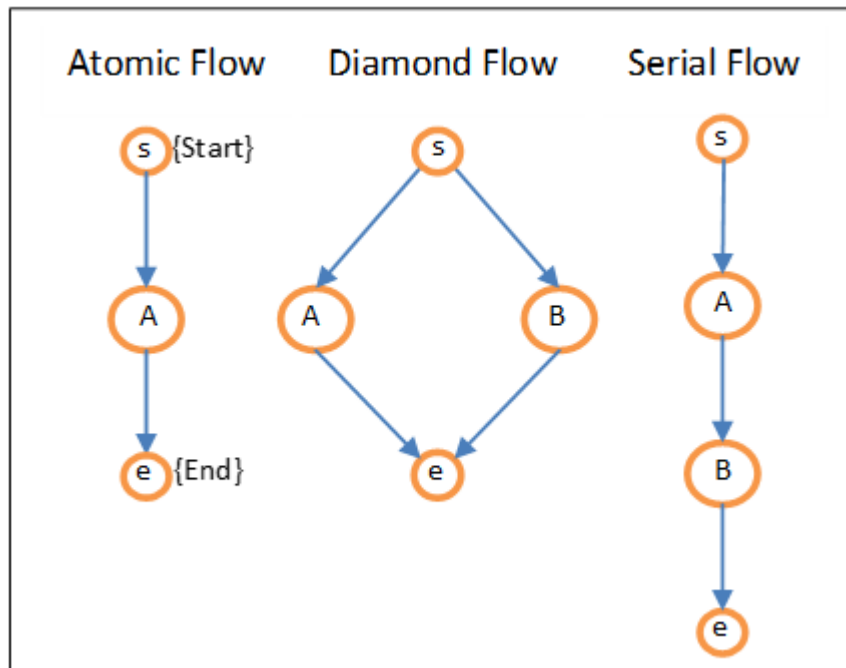 Atomic Flow
Diamond Flow
Serial Flow
s {Start}
s
s
A
A
B
A
e {End}
e
B
e